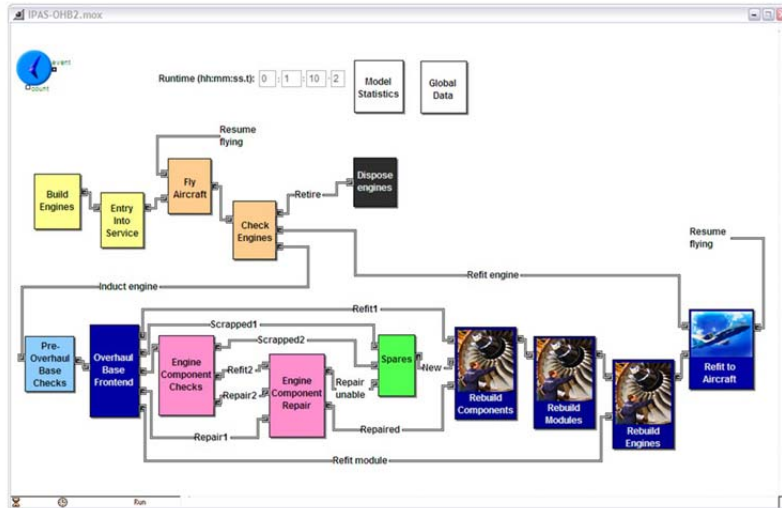 IPAS-OHB2.mox
event
count
Runtime (hh:mm:ss.t): 0 : 1 : 10 . 2
Model
Statistics
Global
Data
Resume
flying
Build
Engines
Entry
Into
Service
Fly
Aircraft
Check
Engines
Retire
Dispose
engines
Resume
flying
Induct engine
Refit engine
Pre-
Overhaul
Base
Checks
Overhaul
Base
Frontend
Refit1
Scrapped1
Engine
Component
Checks
Scrapped2
Refit2
Repair2
Engine
Component
Repair
Repair
unable
Spares
New
Repair1
Repaired
Refit module
Rebuild
Components
Rebuild
Modules
Rebuild
Engines
Refit to
Aircraft
Run